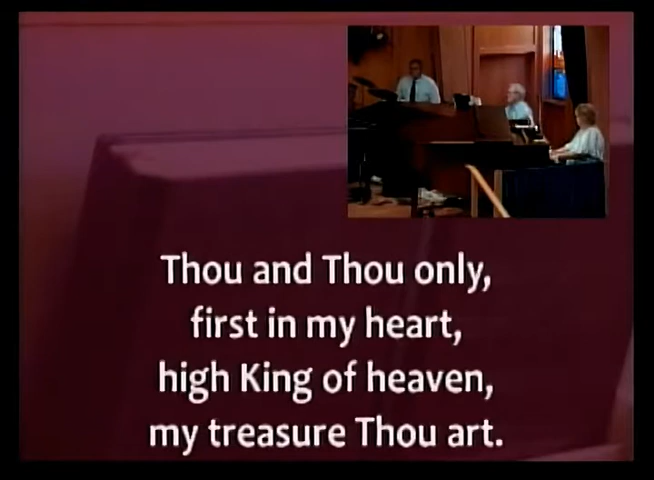 Thou and Thou only,
first in my heart,
high King of heaven,
my treasure Thou art.